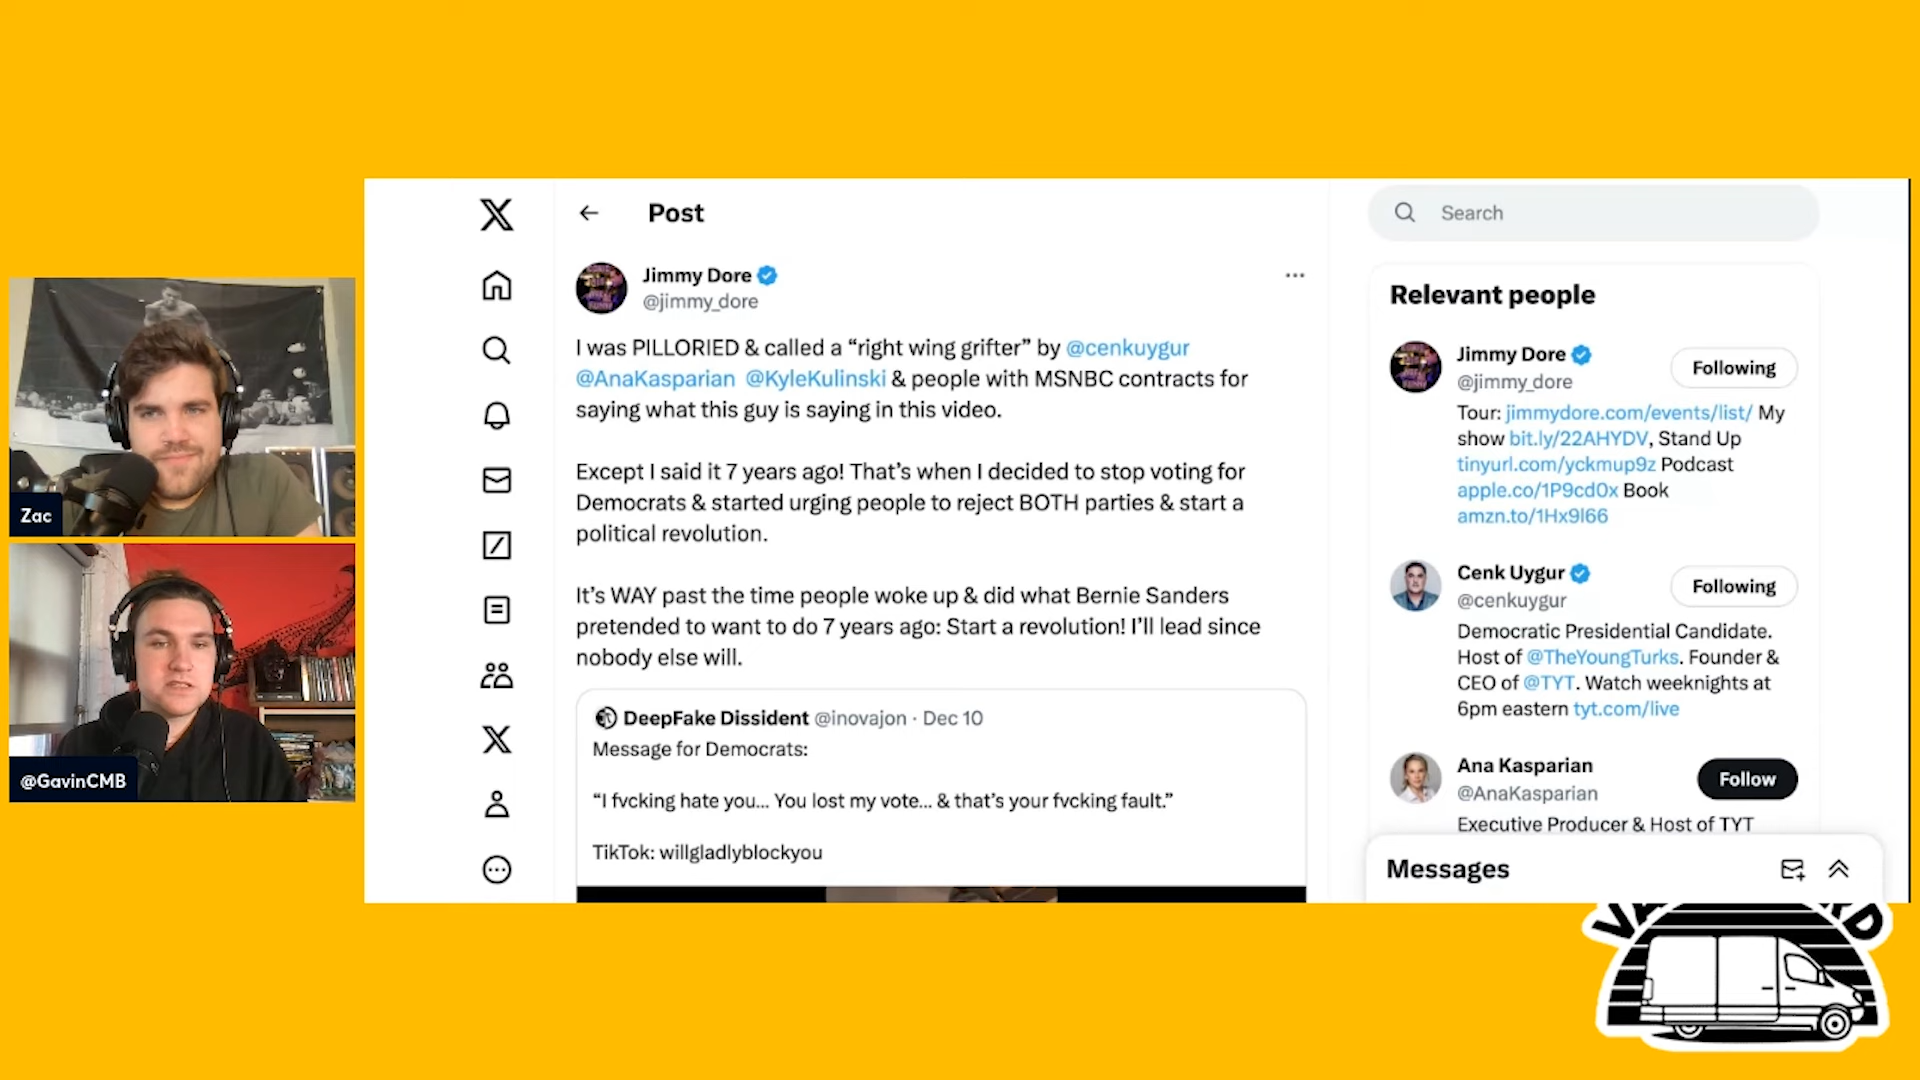 Post
Jimmy Dore
@jimmy_dore
I was PILLORIED & called a “right wing grifter” by @cenkuygur
@AnaKasparian @KyleKulinski & people with MSNBC contracts for
saying what this guy is saying in this video.
Except I said it 7 years ago! That’s when I decided to stop voting for
Democrats & started urging people to reject BOTH parties & start a
political revolution.
It’s WAY past the time people woke up & did what Bernie Sanders
pretended to want to do 7 years ago: Start a revolution! I’ll lead since
nobody else will.
DeepFake Dissident @inovajon · Dec 10
Message for Democrats:
“I fvcking hate you... You lost my vote... & that’s your fvcking fault.”
TikTok: willgladlyblockyou
Search
Relevant people
Jimmy Dore
@jimmy_dore
Following
Tour: jimmydore.com/events/list/ My
show bit.ly/22AHYDV, Stand Up
tinyurl.com/yckmup9z Podcast
apple.co/1P9cd0x Book
amzn.to/1Hx9l66
Cenk Uygur
@cenkuygur
Following
Democratic Presidential Candidate.
Host of @TheYoungTurks. Founder &
CEO of @TYT. Watch weeknights at
6pm eastern tyt.com/live
Ana Kasparian
@AnaKasparian
Follow
Executive Producer & Host of TYT
Messages
Zac
@GavinCMB